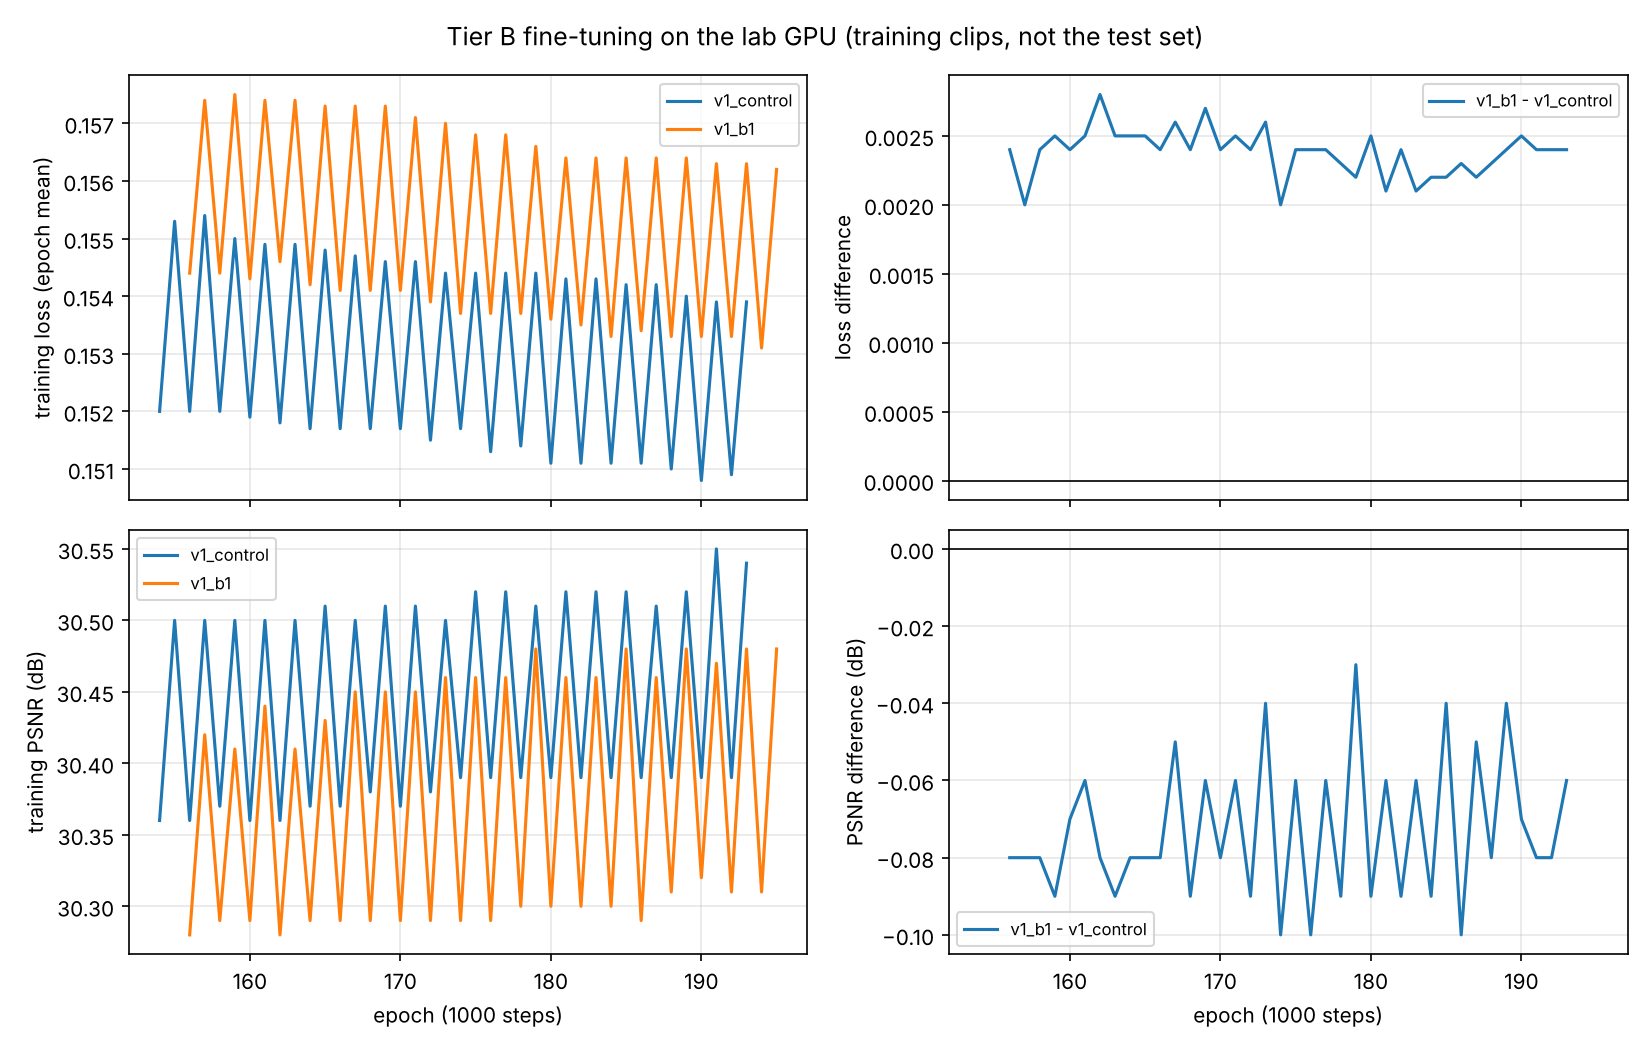 Tier B fine-tuning on the lab GPU (training clips, not the test set)
training loss (epoch mean)
0.157
0.156
0.155
0.154
0.153
0.152
0.151
v1_control
v1_b1
loss difference
0.0025
0.0020
0.0015
0.0010
0.0005
0.0000
v1_b1 - v1_control
training PSNR (dB)
30.55
30.50
30.45
30.40
30.35
30.30
v1_control
v1_b1
160
170
180
190
epoch (1000 steps)
PSNR difference (dB)
0.00
−0.02
−0.04
−0.06
−0.08
−0.10
v1_b1 - v1_control
160
170
180
190
epoch (1000 steps)